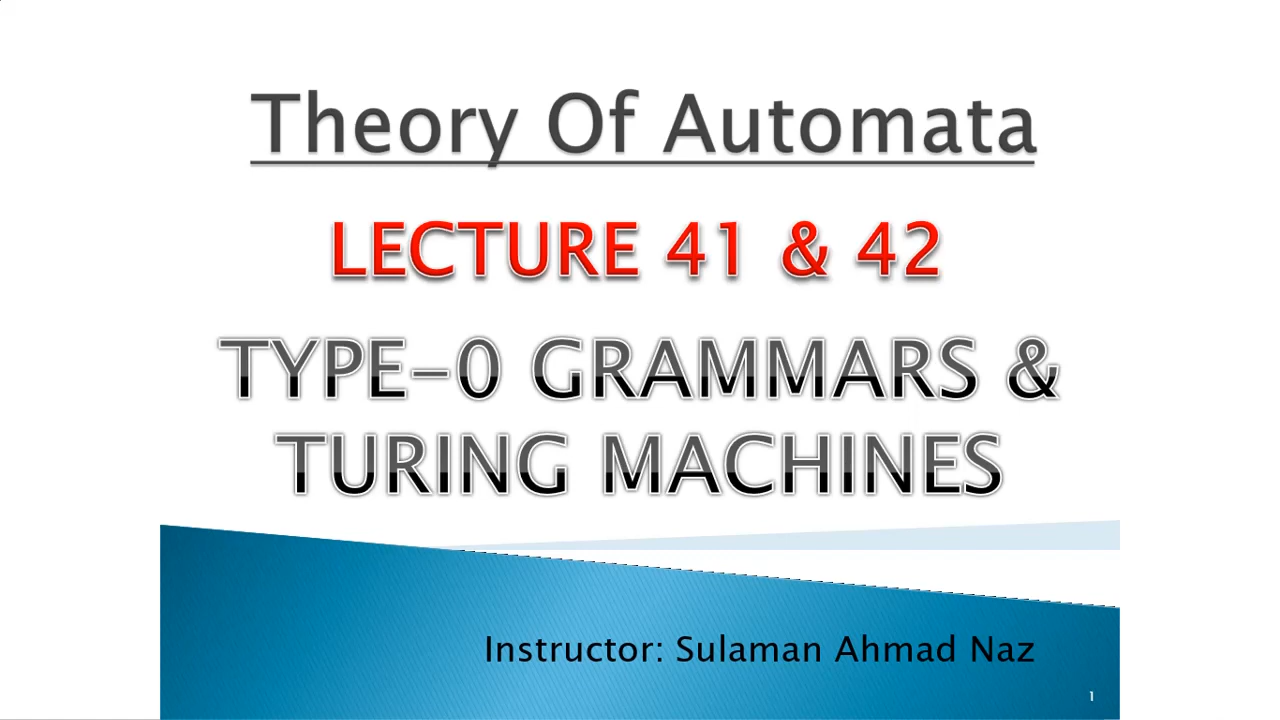 Theory Of Automata
LECTURE 41 & 42
TYPE-0 GRAMMARS &
TURING MACHINES
Instructor: Sulaman Ahmad Naz
1